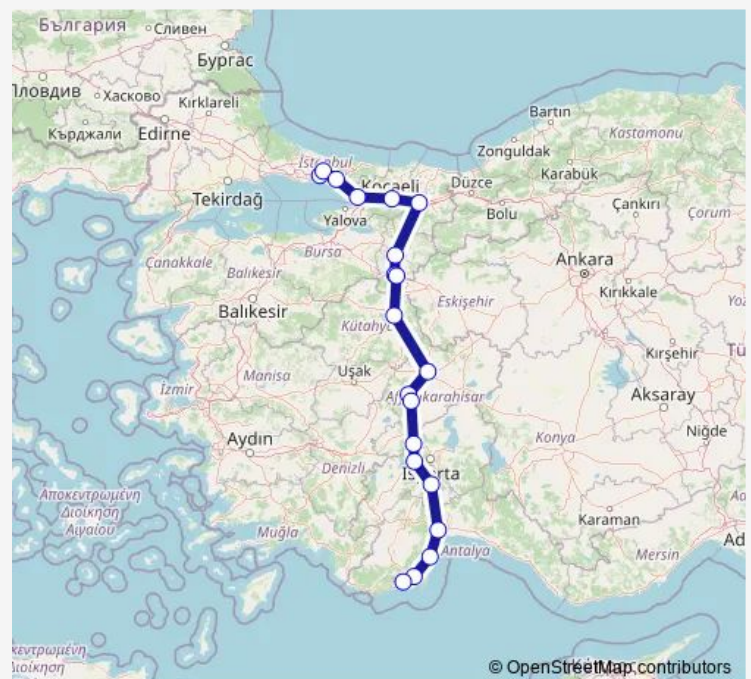 България
Сливен
Бургас
Пловдив
Хасково
Kırklareli
Кърджали
Edirne
Bartın
Zonguldak
Kastamonu
Karabük
İstanbul
Kocaeli
Düzce
Tekirdağ
Yalova
Bolu
Çankırı
Çorum
Bursa
Çanakkale
Balıkesir
Ankara
Kırıkkale
Eskişehir
Balıkesir
Kütahya
Kırşehir
Uşak
Manisa
İzmir
Afyonkarahisar
Aksaray
Niğde
Aydın
Konya
Denizli
Isparta
Αποκεντρωμένη
Διοίκηση
Αιγαίου
Muğla
Karaman
Antalya
Mersin
© OpenStreetMap contributors